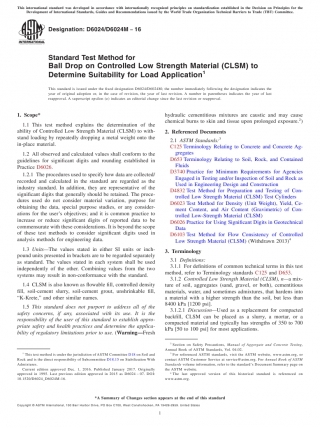 This international standard was developed in accordance with internationally recognized principles on standardization established in the Decision on Principles for the
Development of International Standards, Guides and Recommendations issued by the World Trade Organization Technical Barriers to Trade (TBT) Committee.
Designation: D6024/D6024M − 16
Standard Test Method for
Ball Drop on Controlled Low Strength Material (CLSM) to
Determine Suitability for Load Application1
This standard is issued under the fixed designation D6024/D6024M; the number immediately following the designation indicates the
year of original adoption or, in the case of revision, the year of last revision. A number in parentheses indicates the year of last
reapproval. A superscript epsilon (ε) indicates an editorial change since the last revision or reapproval.
1. Scope*
1.1 This test method explains the determination of the
ability of Controlled Low Strength Material (CLSM) to with-
stand loading by repeatedly dropping a metal weight onto the
in-place material.
1.2 All observed and calculated values shall conform to the
guidelines for significant digits and rounding established in
Practice D6026.
1.2.1 The procedures used to specify how data are collected/
recorded and calculated in the standard are regarded as the
industry standard. In addition, they are representative of the
significant digits that generally should be retained. The proce-
dures used do not consider material variation, purpose for
obtaining the data, special purpose studies, or any consider-
ations for the user's objectives; and it is common practice to
increase or reduce significant digits of reported data to be
commensurate with these considerations. It is beyond the scope
of these test methods to consider significant digits used in
analysis methods for engineering data.
1.3 Units—The values stated in either SI units or inch-
pound units presented in brackets are to be regarded separately
as standard. The values stated in each system shall be used
independently of the other. Combining values from the two
systems may result in non-conformance with the standard.
1.4 CLSM is also known as flowable fill, controlled density
fill, soil-cement slurry, soil-cement grout, unshrinkable fill,
"K-Krete," and other similar names.
1.5 This standard does not purport to address all of the
safety concerns, if any, associated with its use. It is the
responsibility of the user of this standard to establish appro-
priate safety and health practices and determine the applica-
bility of regulatory limitations prior to use. (Warning—Fresh
hydraulic cementitious mixtures are caustic and may cause
chemical burns to skin and tissue upon prolonged exposure.2)
2. Referenced Documents
2.1 ASTM Standards:3
C125 Terminology Relating to Concrete and Concrete Ag-
gregates
D653 Terminology Relating to Soil, Rock, and Contained
Fluids
D3740 Practice for Minimum Requirements for Agencies
Engaged in Testing and/or Inspection of Soil and Rock as
Used in Engineering Design and Construction
D4832 Test Method for Preparation and Testing of Con-
trolled Low Strength Material (CLSM) Test Cylinders
D6023 Test Method for Density (Unit Weight), Yield, Ce-
ment Content, and Air Content (Gravimetric) of Con-
trolled Low Strength Material (CLSM)
D6026 Practice for Using Significant Digits in Geotechnical
Data
D6103 Test Method for Flow Consistency of Controlled
Low Strength Material (CLSM) (Withdrawn 2013)4
3. Terminology
3.1 Definitions:
3.1.1 For definitions of common technical terms in this test
method, refer to Terminology standards C125 and D653.
3.1.2 Controlled Low Strength Material (CLSM), n—a mix-
ture of soil, aggregates (sand, gravel, or both), cementitious
materials, water, and sometimes admixtures, that hardens into
a material with a higher strength than the soil, but less than
8400 kPa [1200 psi].
3.1.2.1 Discussion—Used as a replacement for compacted
backfill, CLSM can be placed as a slurry, a mortar, or a
compacted material and typically has strengths of 350 to 700
kPa [50 to 100 psi] for most applications.
1 This test method is under the jurisdiction of ASTM Committee D18 on Soil and
Rock and is the direct responsibility of Subcommittee D18.15 on Stabilization With
Admixtures.
Current edition approved Dec. 1, 2016. Published January 2017. Originally
approved in 1995. Last previous edition approved in 2015 as D6024 – 07. DOI:
10.1520/D6024_D6024M-16.
2 Section on Safety Precautions, Manual of Aggregate and Concrete Testing,
Annual Book of ASTM Standards, Vol. 04.02.
3 For referenced ASTM standards, visit the ASTM website, www.astm.org, or
contact ASTM Customer Service at service@astm.org. For Annual Book of ASTM
Standards volume information, refer to the standard's Document Summary page on
the ASTM website.
4 The last approved version of this historical standard is referenced on
www.astm.org.
*A Summary of Changes section appears at the end of this standard
Copyright © ASTM International, 100 Barr Harbor Drive, PO Box C700, West Conshohocken, PA 19428-2959. United States
1